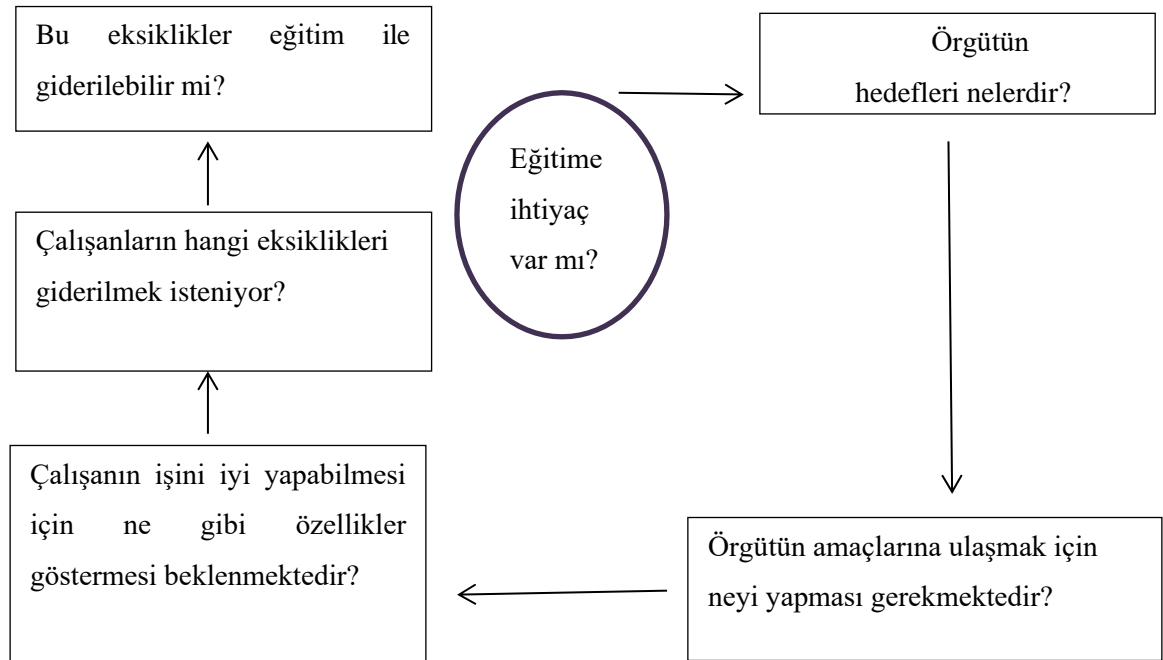 Bu eksiklikler eğitim ile
giderilebilir mi?
Eğitime
ihtiyaç
var mı?
Örgütün
hedefleri nelerdir?
Çalışanların hangi eksiklikleri
giderilmek isteniyor?
Çalışanın işini iyi yapabilmesi
için ne gibi özellikler
göstermesi beklenmektedir?
Örgütün amaçlarına ulaşmak için
neyi yapması gerekmektedir?